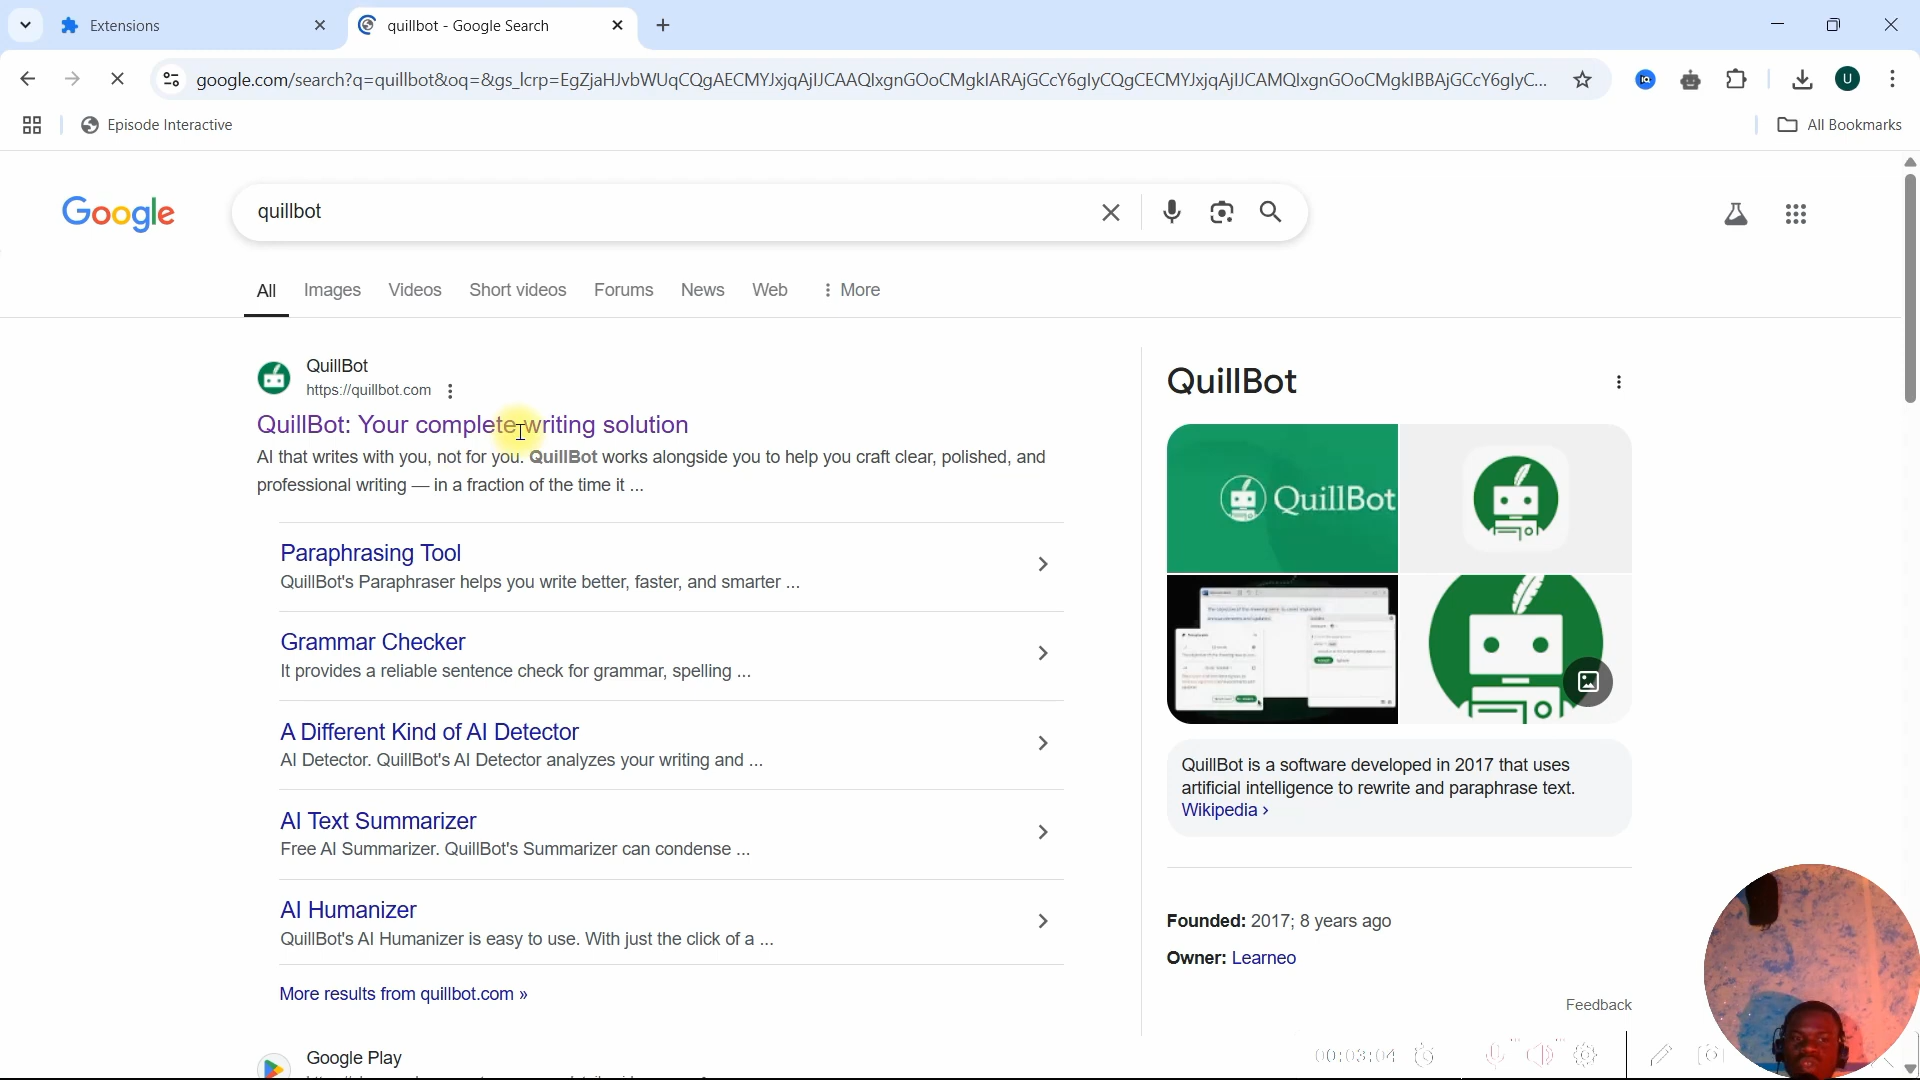 Extensions
quillbot - Google Search
google.com/search?q=quillbot&oq=&gs_lcrp=EgZjaHJvbWUqCQgAECMYJxjqAjIJCAAQIxgnGOoCMgkIARAjGCcY6gIyCQgCECMYJxjqAjIJCAMQIxgnGOoCMgkIBBAjGCcY6gIyC...
U
Episode Interactive
All Bookmarks
Google
quillbot
All Images Videos Short videos Forums News Web More
QuillBot
https://quillbot.com
QuillBot: Your complete writing solution
AI that writes with you, not for you. QuillBot works alongside you to help you craft clear, polished, and
professional writing — in a fraction of the time it ...
Paraphrasing Tool
QuillBot's Paraphraser helps you write better, faster, and smarter ...
Grammar Checker
It provides a reliable sentence check for grammar, spelling ...
A Different Kind of AI Detector
AI Detector. QuillBot's AI Detector analyzes your writing and ...
AI Text Summarizer
Free AI Summarizer. QuillBot's Summarizer can condense ...
AI Humanizer
QuillBot's AI Humanizer is easy to use. With just the click of a ...
More results from quillbot.com »
Google Play
QuillBot
QuillBot
QuillBot is a software developed in 2017 that uses
artificial intelligence to rewrite and paraphrase text.
Wikipedia ›
Founded: 2017; 8 years ago
Owner: Learneo
Feedback
00:03:04